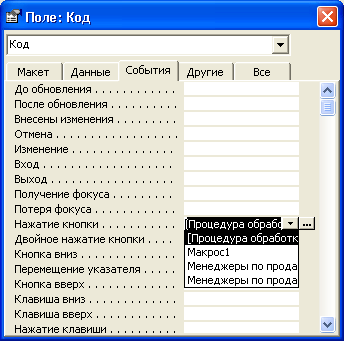 Поле: Код
Код
Макет Данные События Другие Все
До обновления . . . . . . . . . . .
После обновления . . . . . . . . .
Внесены изменения . . . . . . . .
Отмена . . . . . . . . . . . . . . . .
Изменение . . . . . . . . . . . . . .
Вход . . . . . . . . . . . . . . . . . .
Выход . . . . . . . . . . . . . . . . .
Получение фокуса . . . . . . . . .
Потеря фокуса . . . . . . . . . . .
Нажатие кнопки . . . . . . . . . . [Процедура обрабо ...
Двойное нажатие кнопки . . . . . [Процедура обработк
Кнопка вниз . . . . . . . . . . . . . Макрос1
Перемещение указателя . . . . . Менеджеры по прода
Кнопка вверх . . . . . . . . . . . . Менеджеры по прода
Клавиша вниз . . . . . . . . . . . .
Клавиша вверх . . . . . . . . . . .
Нажатие клавиши . . . . . . . . .